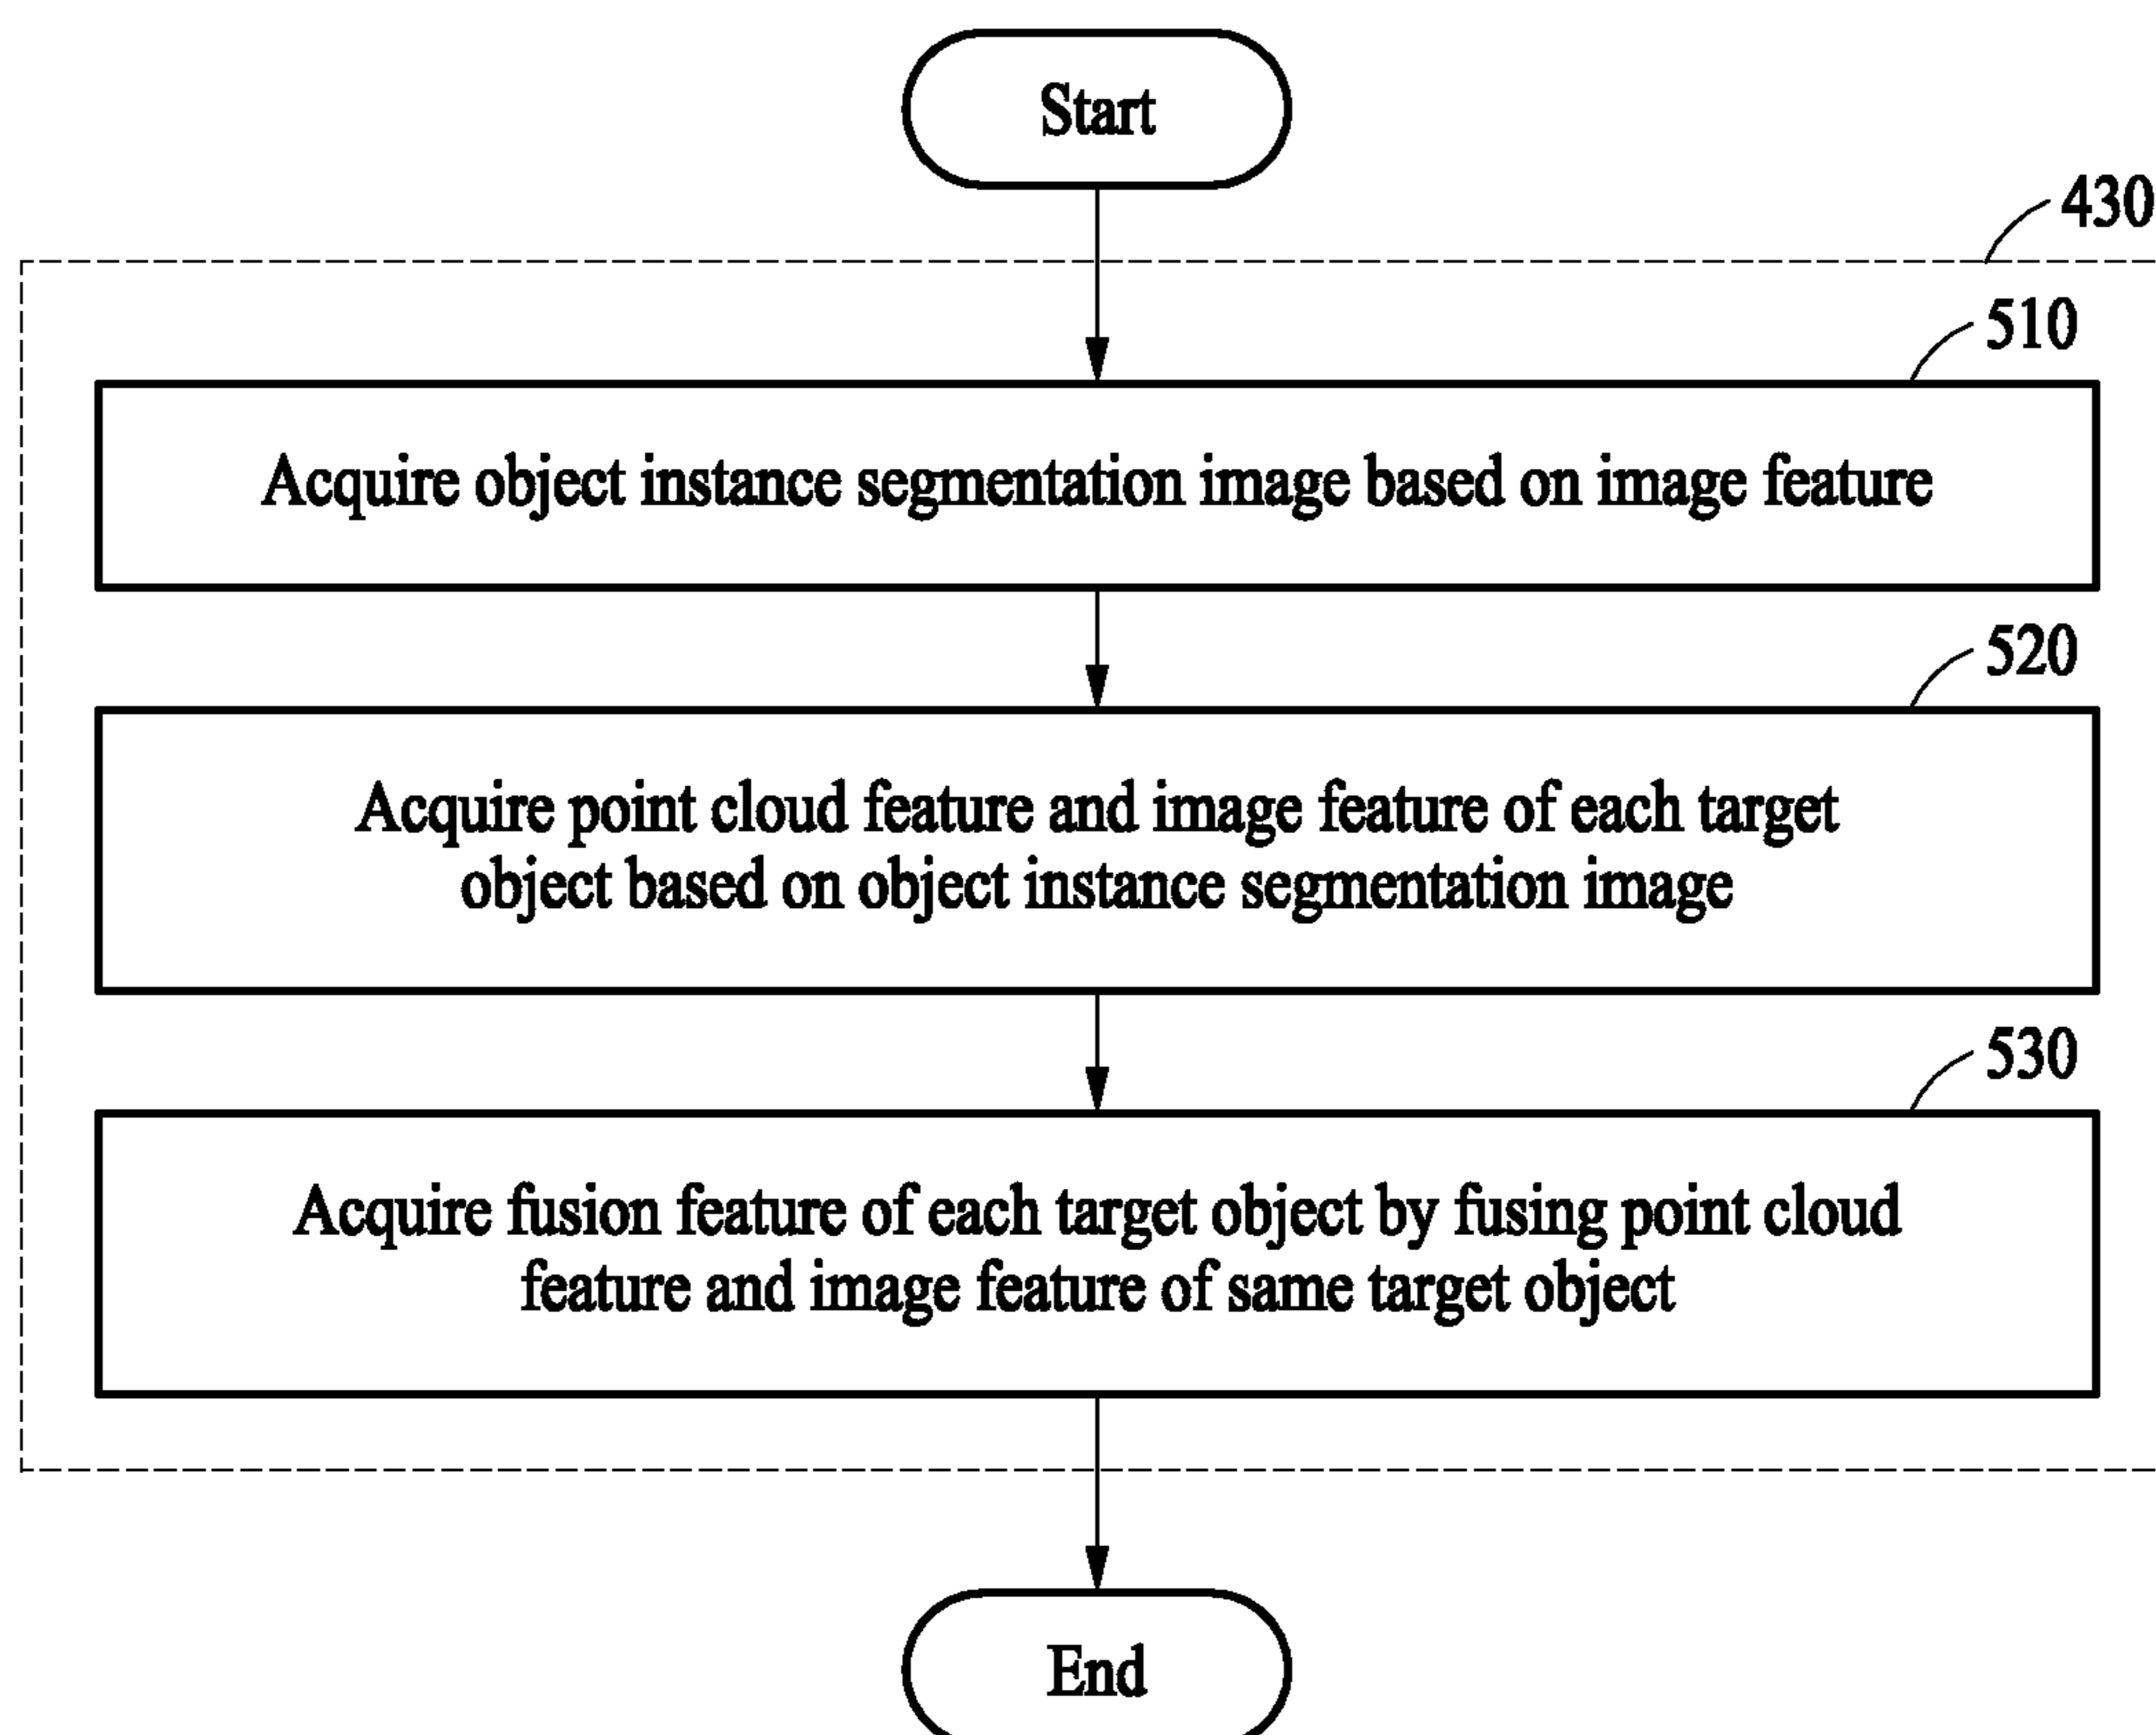 Start
430
510
Acquire object instance segmentation image based on image feature
520
Acquire point cloud feature and image feature of each target
object based on object instance segmentation image
530
Acquire fusion feature of each target object by fusing point cloud
feature and image feature of same target object
End